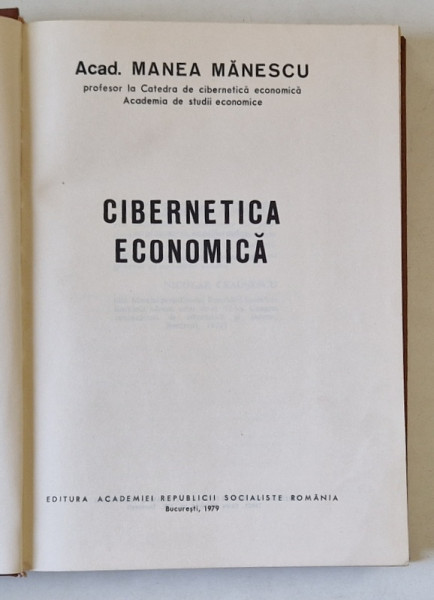 Acad. MANEA MĂNESCU
profesor la Catedra de cibernetică economică
Academia de studii economice
CIBERNETICA
ECONOMICĂ
EDITURA ACADEMIEI REPUBLICII SOCIALISTE ROMÂNIA
Bucureşti, 1979